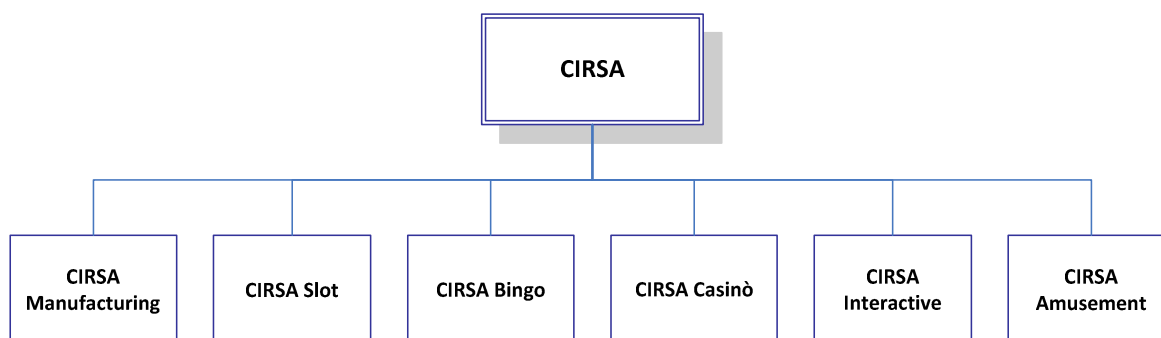 CIRSA
CIRSA
Manufacturing
CIRSA Slot
CIRSA Bingo
CIRSA Casinò
CIRSA
Interactive
CIRSA
Amusement